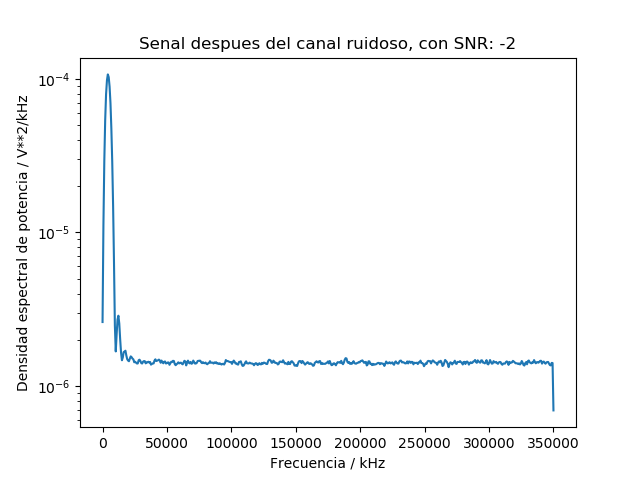 Senal despues del canal ruidoso, con SNR: -2
Densidad espectral de potencia / V**2/kHz
10⁻⁴
10⁻⁵
10⁻⁶
0 50000 100000 150000 200000 250000 300000 350000
Frecuencia / kHz